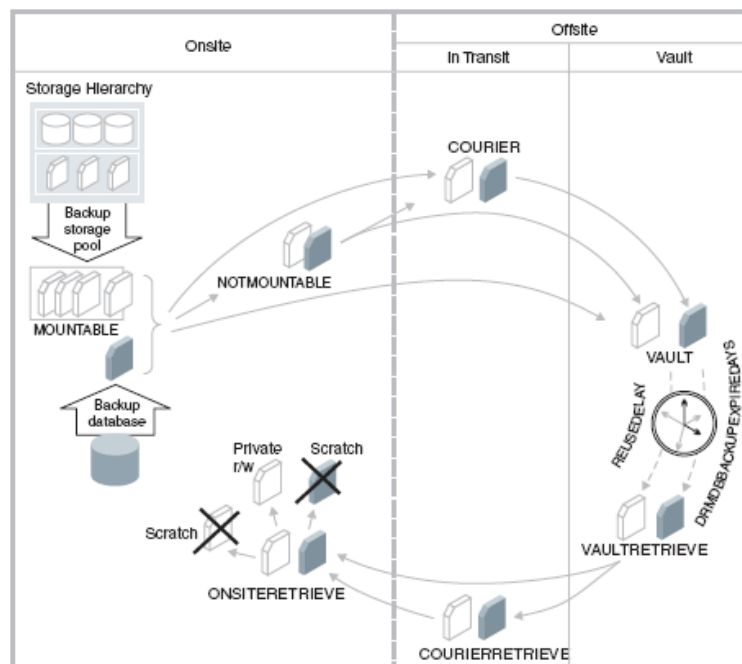 Onsite
Offsite
In Transit
Vault
Storage Hierarchy
Backup
storage
pool
MOUNTABLE
NOTMOUNTABLE
COURIER
VAULT
REUSEDELAY
DRMDBBACKUPEXPIREDAYS
Backup
database
Private
r/w
Scratch
Scratch
ONSITERETRIEVE
VAULTRETRIEVE
COURIERRETRIEVE